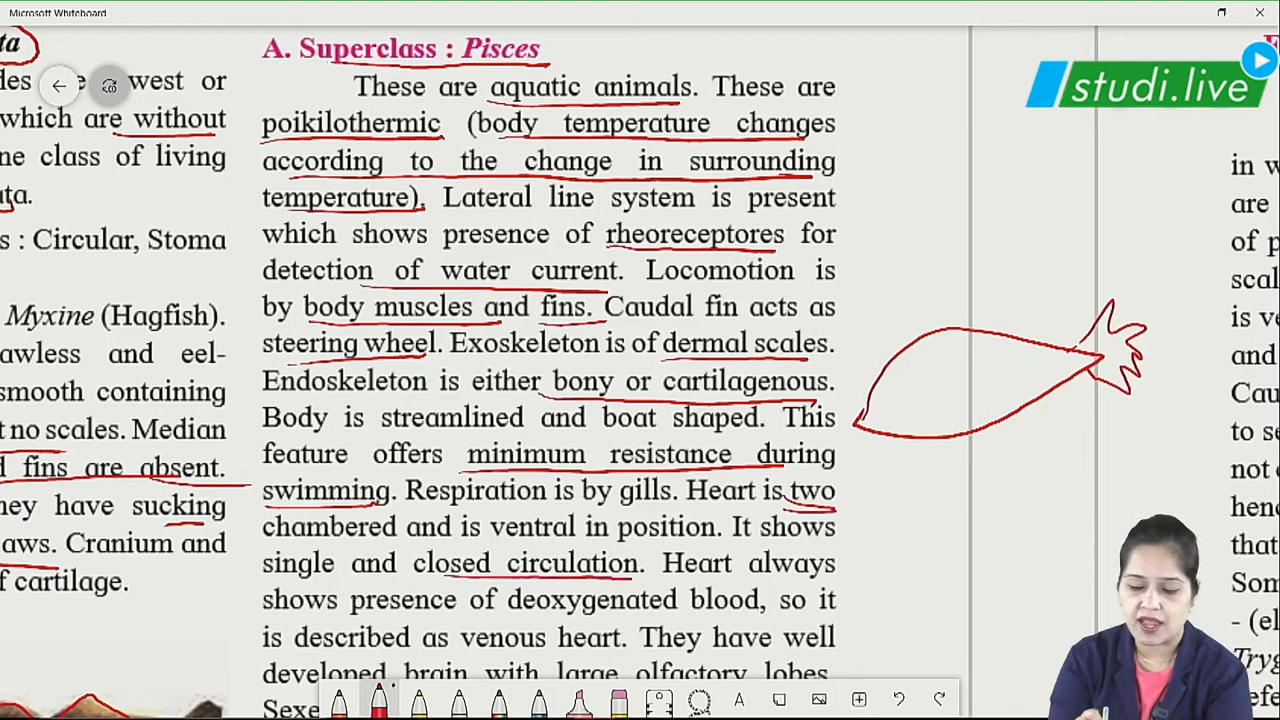 Microsoft Whiteboard
studi.live
ta
west or
which are without
ne class of living
ta.
s : Circular, Stoma
Myxine (Hagfish).
awless and eel-
smooth containing
t no scales. Median
d fins are absent.
hey have sucking
aws. Cranium and
f cartilage.
A. Superclass : Pisces
These are aquatic animals. These are
poikilothermic (body temperature changes
according to the change in surrounding
temperature). Lateral line system is present
which shows presence of rheoreceptores for
detection of water current. Locomotion is
by body muscles and fins. Caudal fin acts as
steering wheel. Exoskeleton is of dermal scales.
Endoskeleton is either bony or cartilagenous.
Body is streamlined and boat shaped. This
feature offers minimum resistance during
swimming. Respiration is by gills. Heart is two
chambered and is ventral in position. It shows
single and closed circulation. Heart always
shows presence of deoxygenated blood, so it
is described as venous heart. They have well
developed brain with large olfactory lobes.
Sexe
in w
are
of p
scal
is ve
and
Cau
to se
not
henc
that
Som
- (el
Tryg